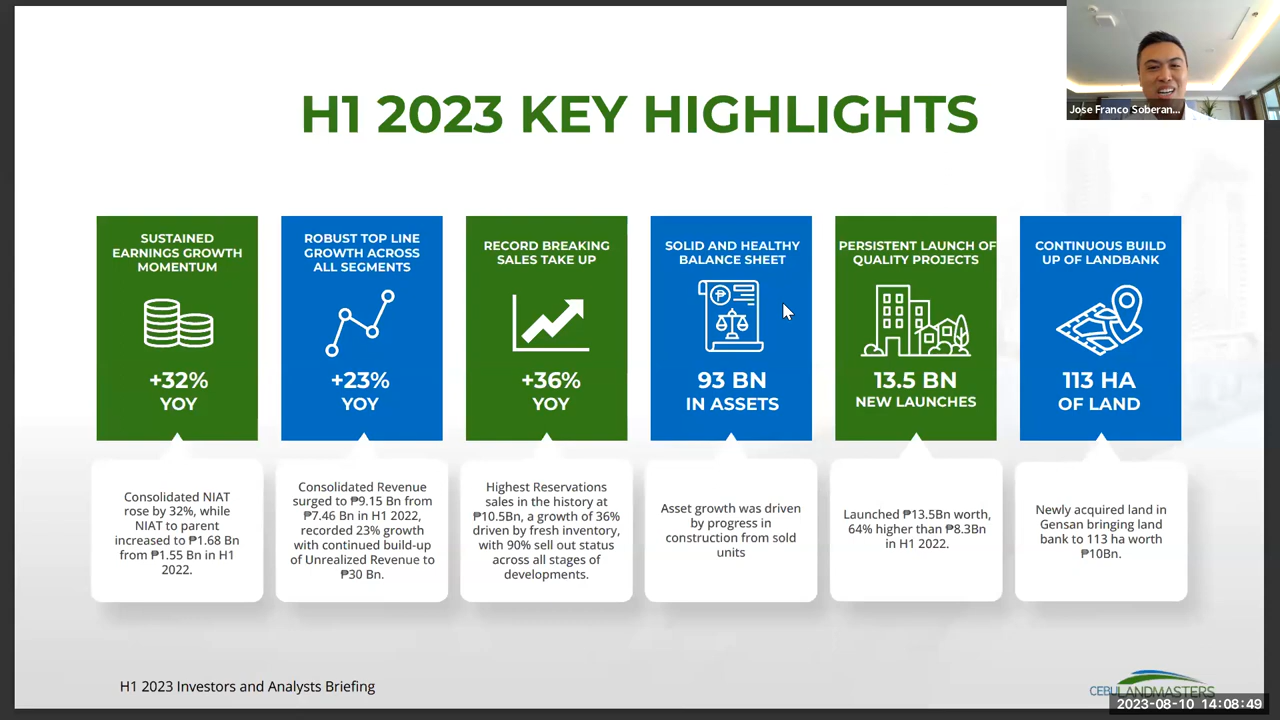 Jose Franco Soberan...
H1 2023 KEY HIGHLIGHTS
SUSTAINED
EARNINGS GROWTH
MOMENTUM
+32%
YOY
Consolidated NIAT
rose by 32%, while
NIAT to parent
increased to ₱1.68 Bn
from ₱1.55 Bn in H1
2022.
ROBUST TOP LINE
GROWTH ACROSS
ALL SEGMENTS
+23%
YOY
Consolidated Revenue
surged to ₱9.15 Bn from
₱7.46 Bn in H1 2022,
recorded 23% growth
with continued build-up
of Unrealized Revenue to
₱30 Bn.
RECORD BREAKING
SALES TAKE UP
+36%
YOY
Highest Reservations
sales in the history at
₱10.5Bn, a growth of 36%
driven by fresh inventory,
with 90% sell out status
across all stages of
developments.
SOLID AND HEALTHY
BALANCE SHEET
₱
93 BN
IN ASSETS
Asset growth was driven
by progress in
construction from sold
units
PERSISTENT LAUNCH OF
QUALITY PROJECTS
13.5 BN
NEW LAUNCHES
Launched ₱13.5Bn worth,
64% higher than ₱8.3Bn
in H1 2022.
CONTINUOUS BUILD
UP OF LANDBANK
113 HA
OF LAND
Newly acquired land in
Gensan bringing land
bank to 113 ha worth
₱10Bn.
H1 2023 Investors and Analysts Briefing
CEBU LANDMASTERS
2023-08-10 14:08:49